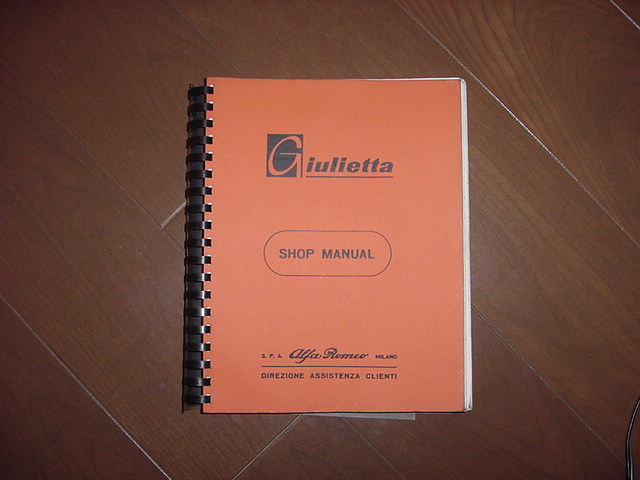 Giulietta
SHOP MANUAL
S. P. A. Alfa-Romeo MILANO
DIREZIONE ASSISTENZA CLIENTI